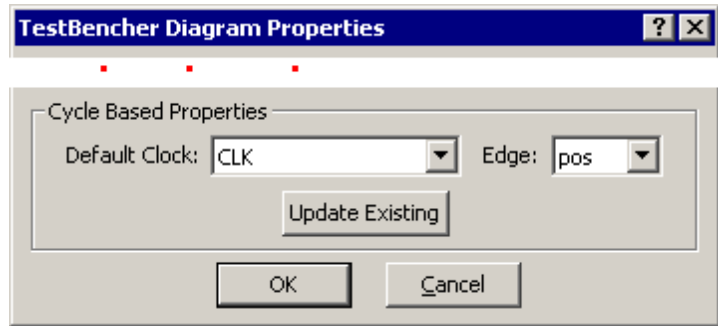 TestBencher Diagram Properties ? X
Cycle Based Properties
Default Clock: CLK Edge: pos
Update Existing
OK Cancel